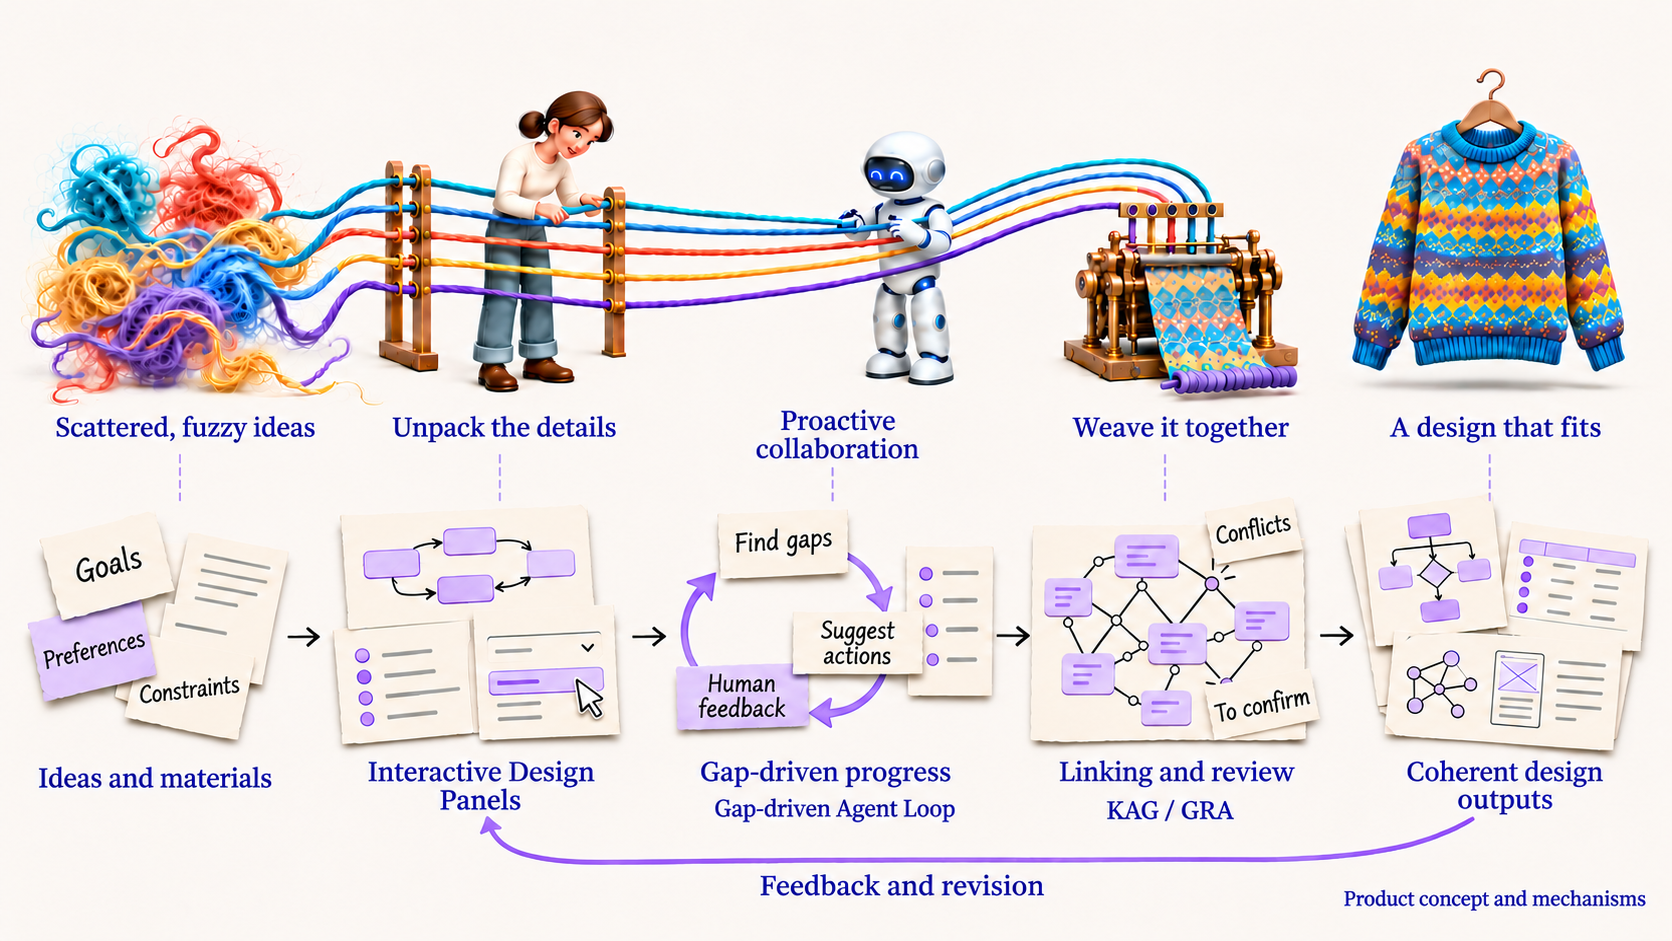 Scattered, fuzzy ideas
Unpack the details
Proactive
collaboration
Weave it together
A design that fits
Goals
Preferences
Constraints
Find gaps
Suggest
actions
Human
feedback
Conflicts
To confirm
Ideas and materials
Interactive Design
Panels
Gap-driven progress
Gap-driven Agent Loop
Linking and review
KAG / GRA
Coherent design
outputs
Feedback and revision
Product concept and mechanisms